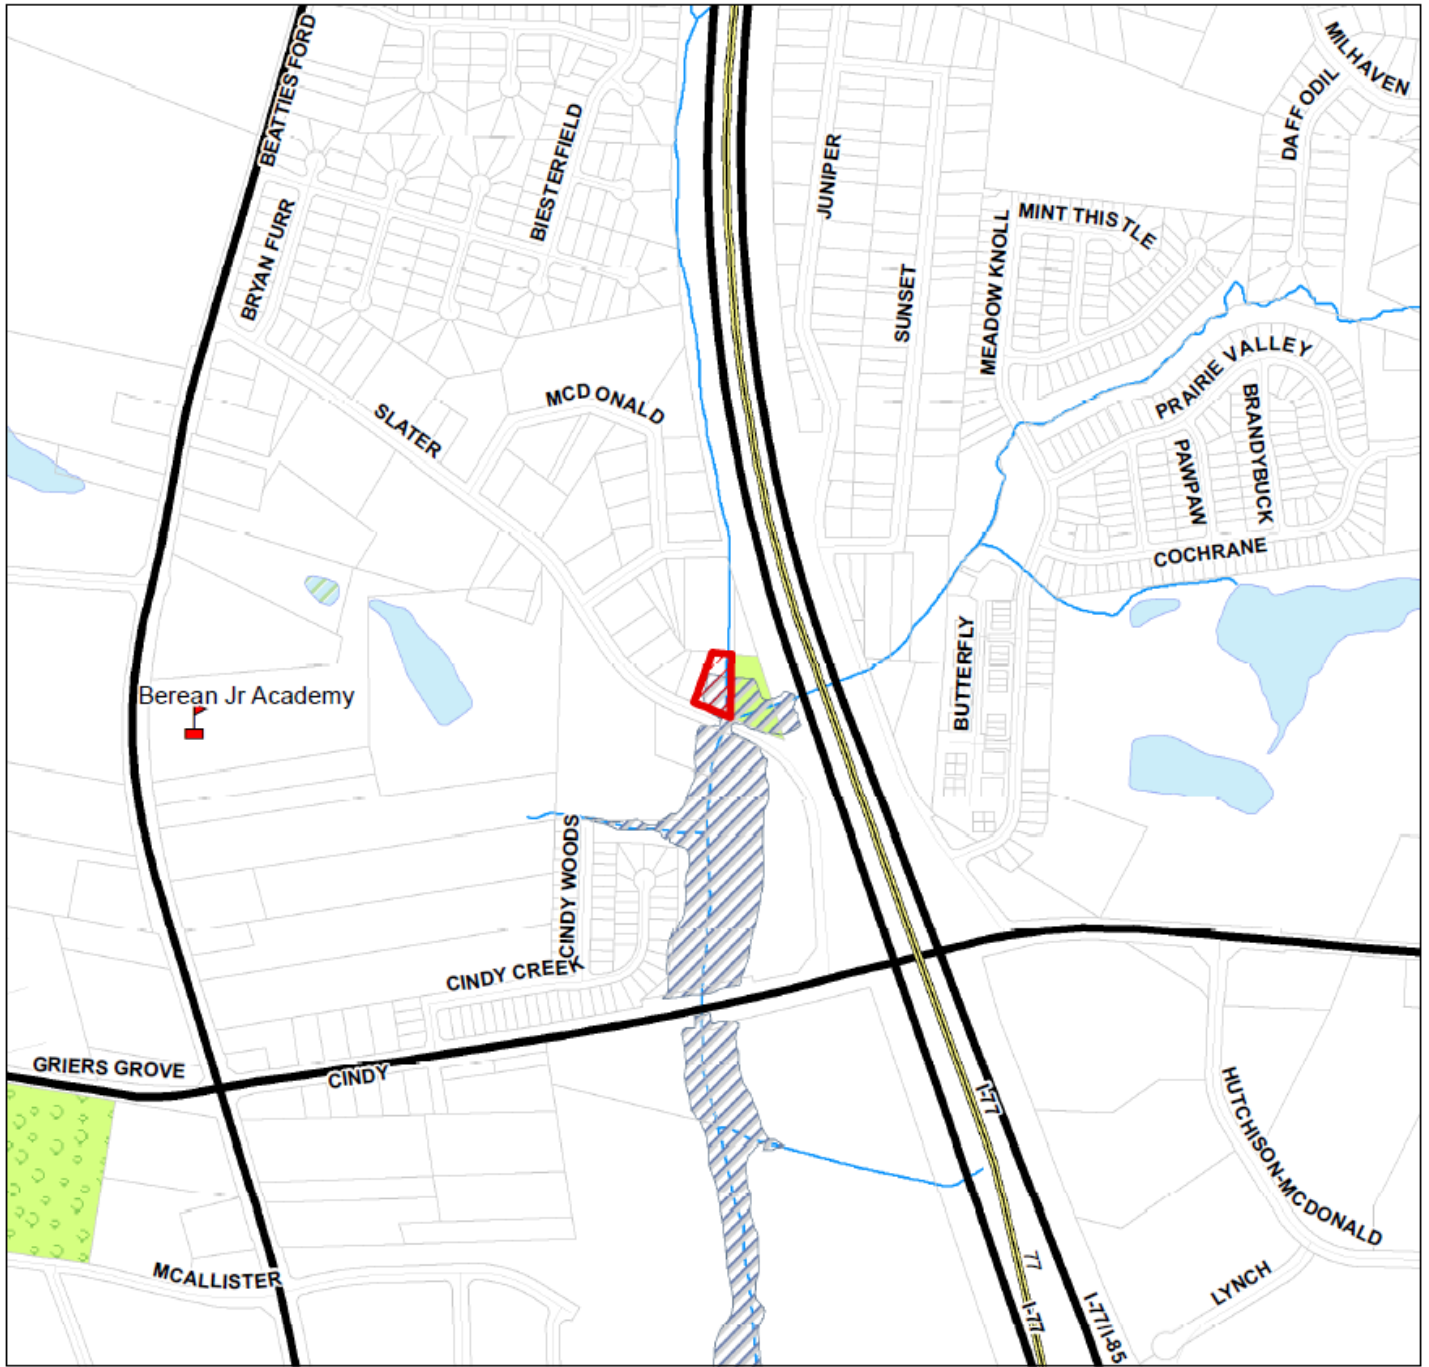 MILHAVEN
BEATTIES FORD
DAFFODIL
BIESTERFIELD
JUNIPER
BRYAN FURR
MINT THISTLE
MEADOW KNOLL
SUNSET
PRAIRIE VALLEY
MCDONALD
BRANDYBUCK
SLATER
PAWPAW
COCHRANE
BUTTERFLY
Berean Jr Academy
CINDY WOODS
CINDY CREEK
GRIERS GROVE
CINDY
I-77
HUTCHISON-MCDONALD
MCALLISTER
77
LYNCH
I-77
I-77/I-85